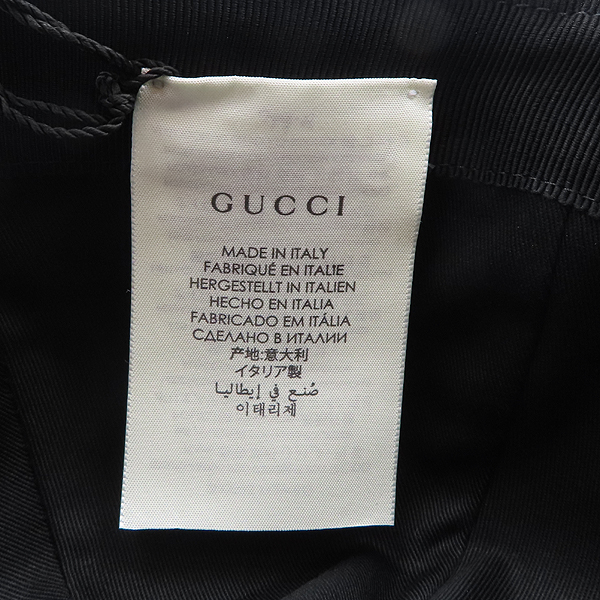 GUCCI
MADE IN ITALY
FABRIQUÉ EN ITALIE
HERGESTELLT IN ITALIEN
HECHO EN ITALIA
FABRICADO EM ITÁLIA
СДЕЛАНО В ИТАЛИИ
产地:意大利
イタリア製
صُنع في إيطاليا
이태리제